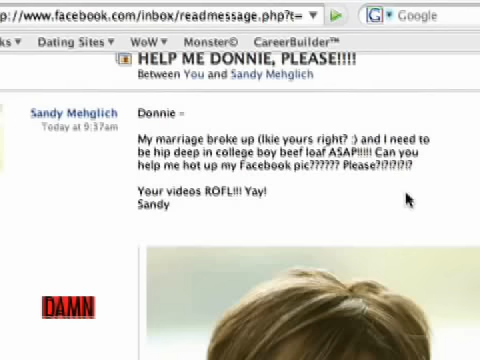 p://www.facebook.com/inbox/readmessage.php?t=
Google
ks
Dating Sites
WoW
Monster©
CareerBuilder™
HELP ME DONNIE, PLEASE!!!!
Between You and Sandy Mehglich
Sandy Mehglich
Today at 9:37am
Donnie –
My marriage broke up (lkie yours right? :) and I need to
be hip deep in college boy beef loaf ASAP!!!!! Can you
help me hot up my Facebook pic?????? Please?!?!?!?!?
Your videos ROFL!!! Yay!
Sandy
DAMN